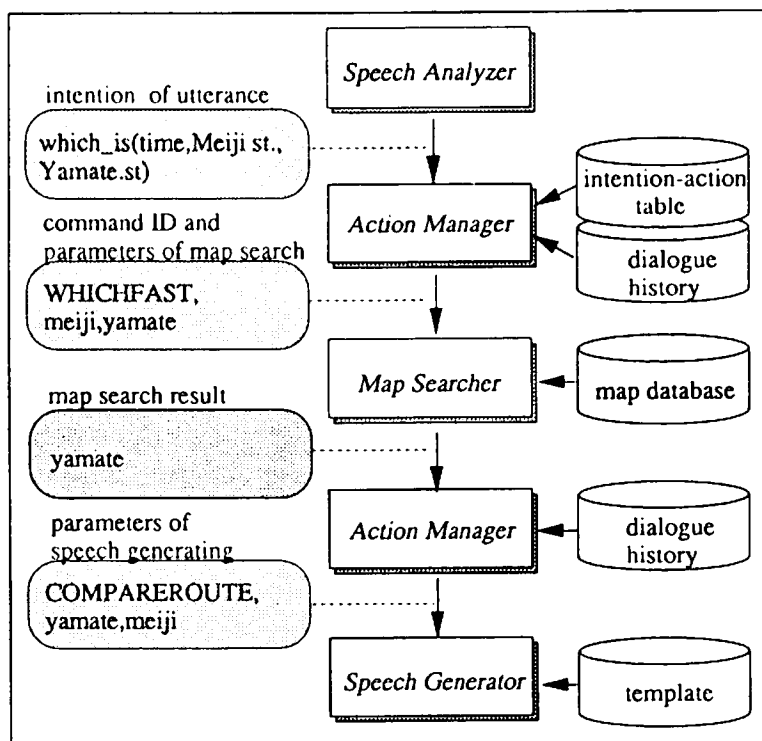 Speech Analyzer
intention of utterance
which_is(time,Meiji st.,
Yamate.st)
intention-action
table
Action Manager
command ID and
parameters of map search
dialogue
history
WHICHFAST,
meiji,yamate
Map Searcher
map database
map search result
yamate
Action Manager
dialogue
history
parameters of
speech generating
COMPAREROUTE,
yamate,meiji
Speech Generator
template